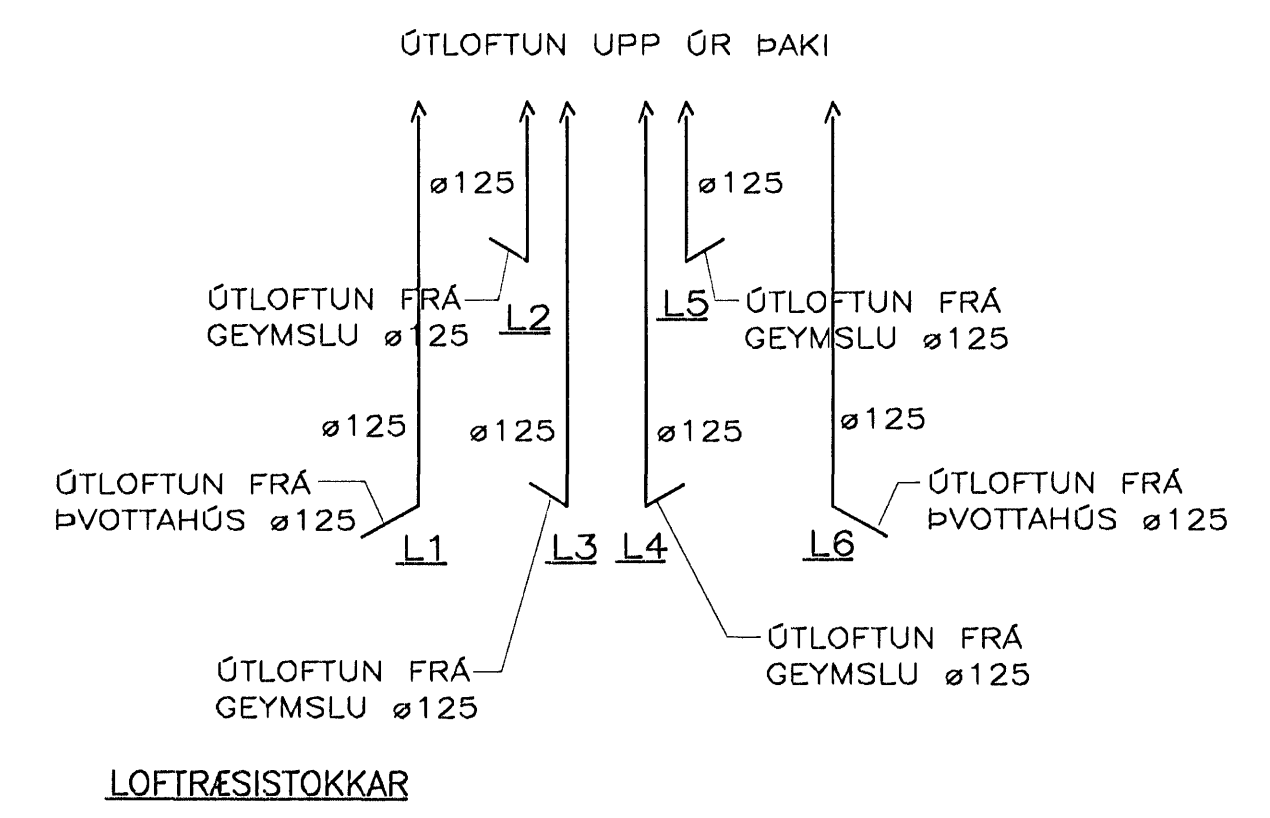 ÚTLOFTUN UPP ÚR ÞAKI
ø125
ø125
ÚTLOFTUN FRÁ
GEYMSLU ø125
L2
L5
ÚTLOFTUN FRÁ
GEYMSLU ø125
ø125
ø125
ø125
ø125
ÚTLOFTUN FRÁ
ÞVOTTAHÚS ø125
L1
L3
L4
L6
ÚTLOFTUN FRÁ
ÞVOTTAHÚS ø125
ÚTLOFTUN FRÁ
GEYMSLU ø125
ÚTLOFTUN FRÁ
GEYMSLU ø125
LOFTRÆSISTOKKAR